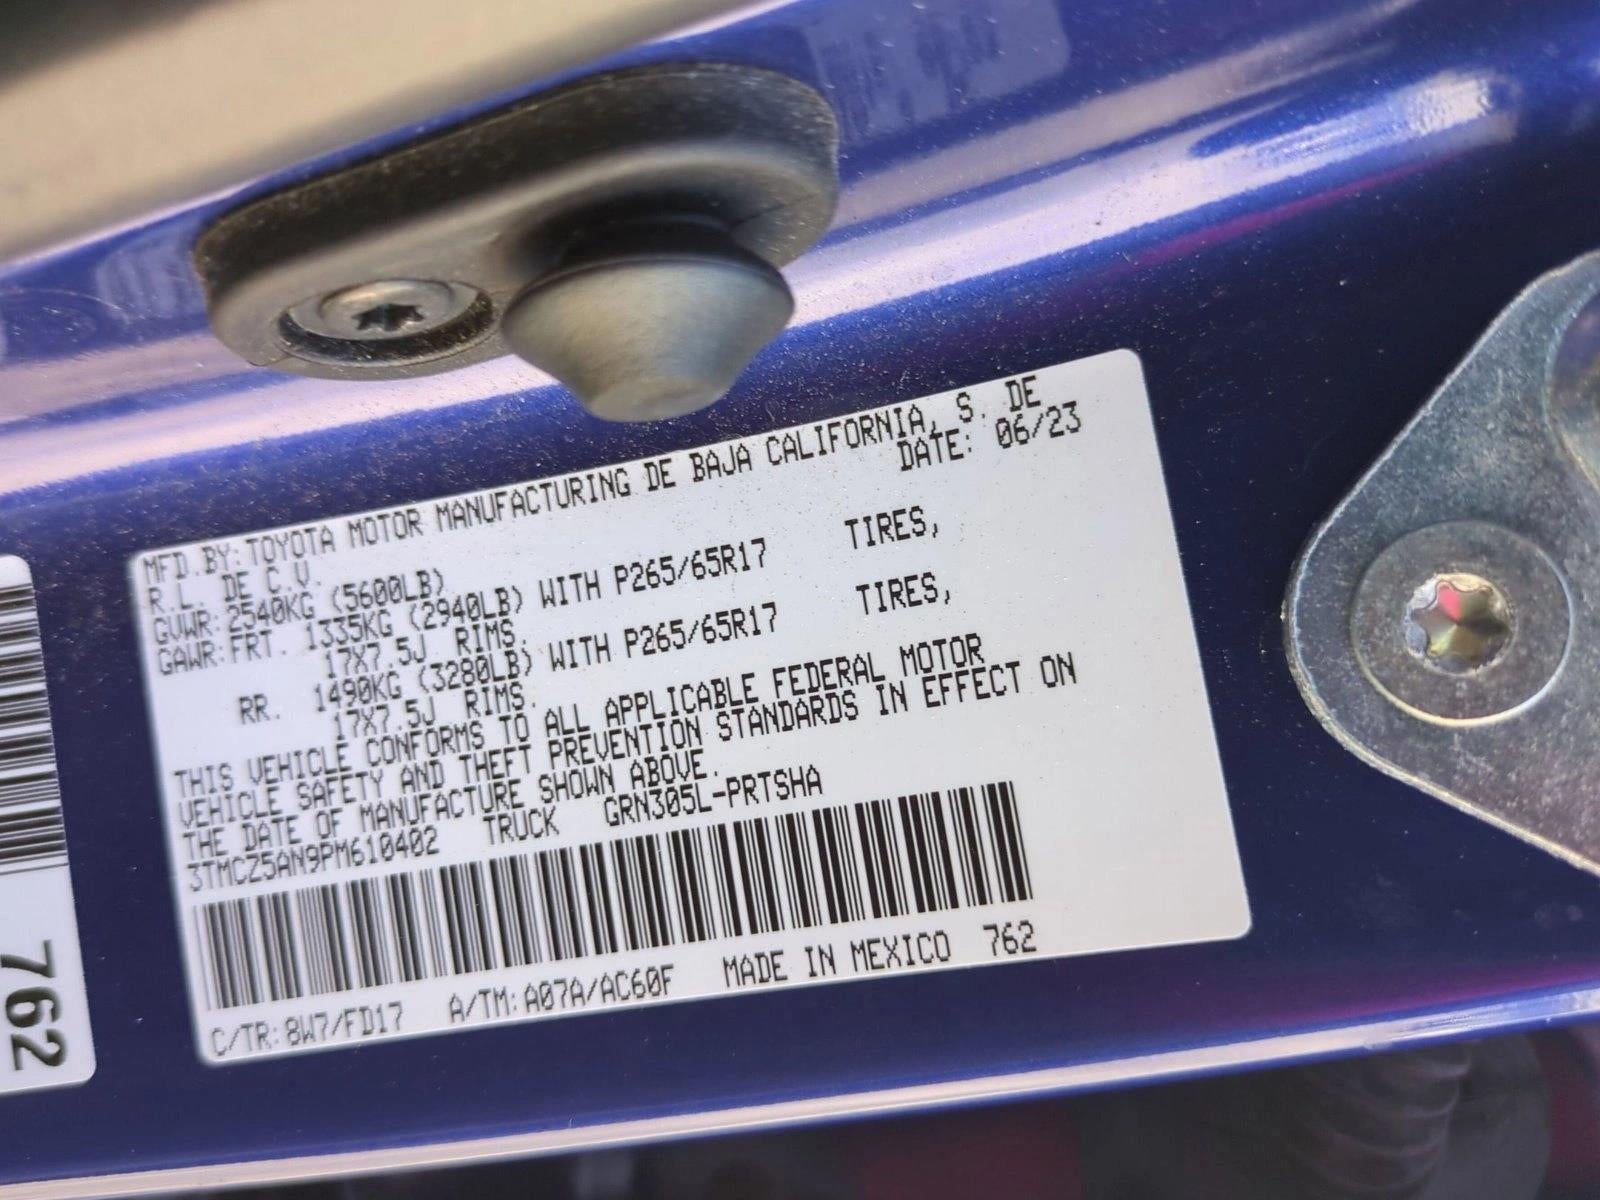 MFD.BY:TOYOTA MOTOR MANUFACTURING DE BAJA CALIFORNIA, S. DE
R.L. DE C.V. DATE: 06/23
GVWR:2540KG (5600LB)
GAWR:FRT. 1335KG (2940LB) WITH P265/65R17 TIRES,
17X7.5J RIMS.
RR. 1490KG (3280LB) WITH P265/65R17 TIRES,
17X7.5J RIMS.
THIS VEHICLE CONFORMS TO ALL APPLICABLE FEDERAL MOTOR
VEHICLE SAFETY AND THEFT PREVENTION STANDARDS IN EFFECT ON
THE DATE OF MANUFACTURE SHOWN ABOVE.
3TMCZ5AN9PM610402 TRUCK GRN305L-PRTSHA
C/TR:8W7/FD17 A/TM:A07A/AC60F MADE IN MEXICO 762
762